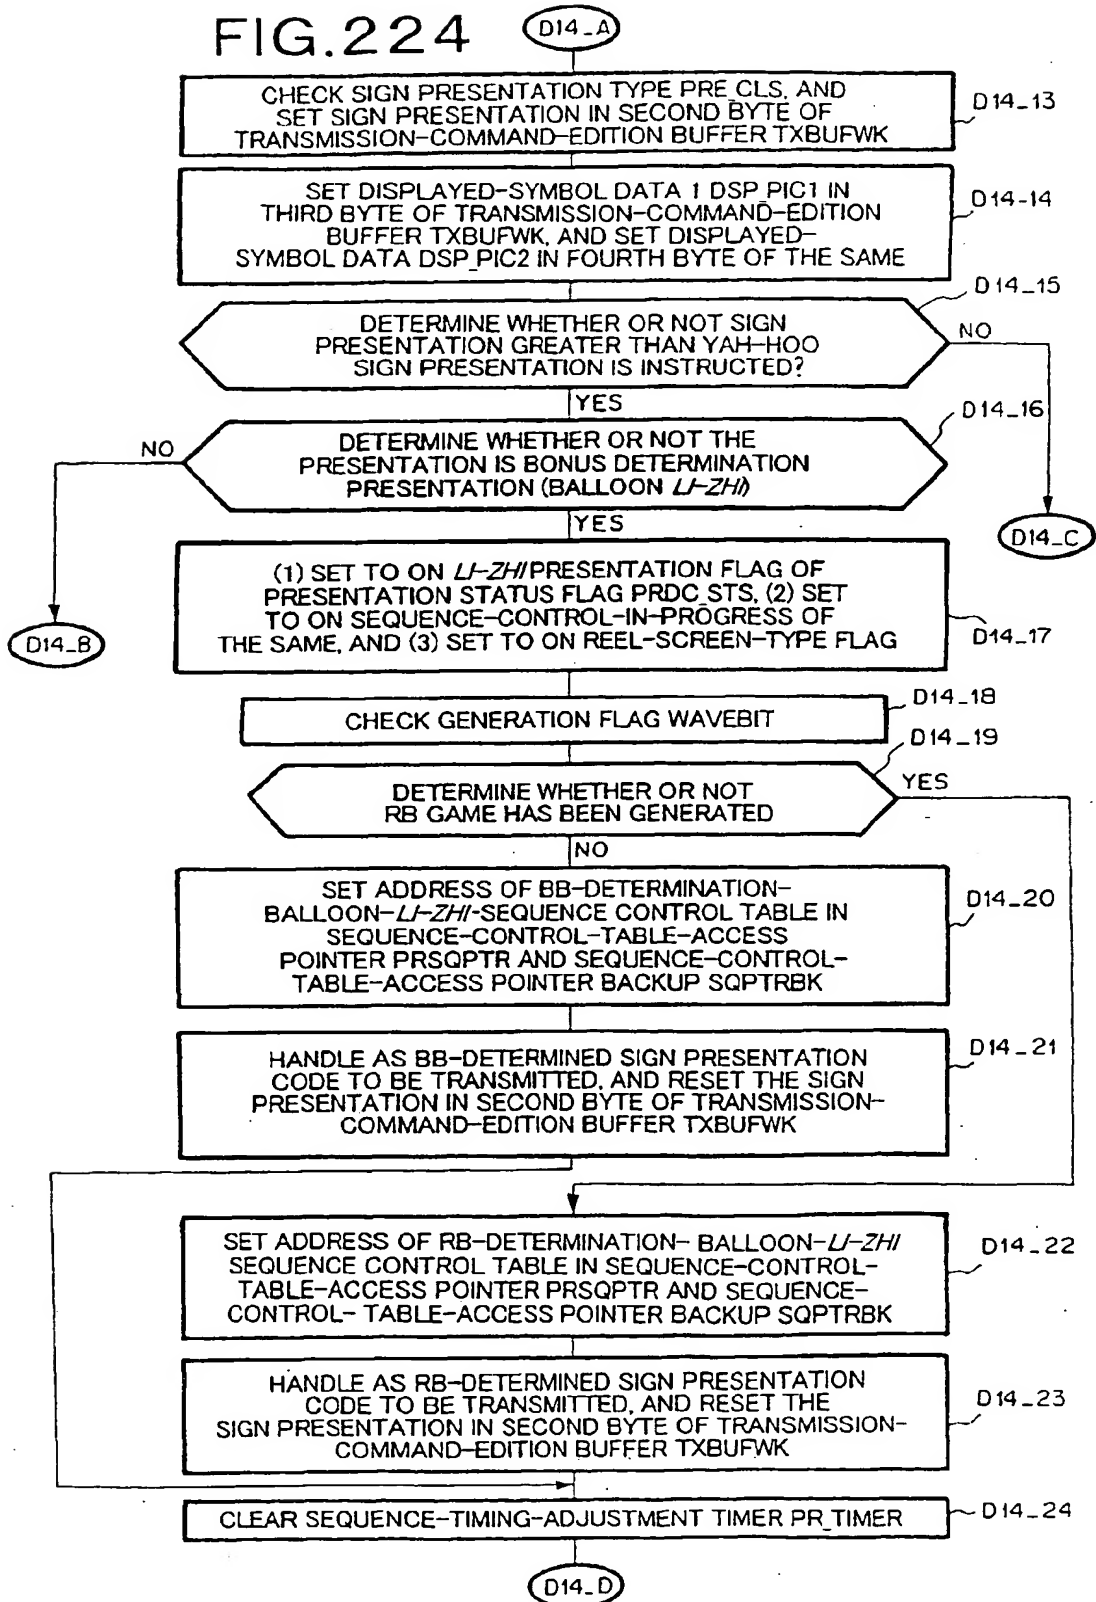 FIG.224
D14_A
CHECK SIGN PRESENTATION TYPE PRE_CLS, AND
SET SIGN PRESENTATION IN SECOND BYTE OF
TRANSMISSION-COMMAND-EDITION BUFFER TXBUFWK
D14_13
SET DISPLAYED-SYMBOL DATA 1 DSP_PIC1 IN
THIRD BYTE OF TRANSMISSION-COMMAND-EDITION
BUFFER TXBUFWK, AND SET DISPLAYED-
SYMBOL DATA DSP_PIC2 IN FOURTH BYTE OF THE SAME
D14-14
D14-15
DETERMINE WHETHER OR NOT SIGN
PRESENTATION GREATER THAN YAH-HOO
SIGN PRESENTATION IS INSTRUCTED?
NO
YES
D14_16
NO
DETERMINE WHETHER OR NOT THE
PRESENTATION IS BONUS DETERMINATION
PRESENTATION (BALLOON LI-ZHI)
YES
D14_C
(1) SET TO ON LI-ZHI PRESENTATION FLAG OF
PRESENTATION STATUS FLAG PRDC_STS, (2) SET
TO ON SEQUENCE-CONTROL-IN-PROGRESS OF
THE SAME, AND (3) SET TO ON REEL-SCREEN-TYPE FLAG
D14_B
D14_17
D14_18
CHECK GENERATION FLAG WAVEBIT
D14_19
DETERMINE WHETHER OR NOT
RB GAME HAS BEEN GENERATED
YES
NO
SET ADDRESS OF BB-DETERMINATION-
BALLOON-LI-ZHI-SEQUENCE CONTROL TABLE IN
SEQUENCE-CONTROL-TABLE-ACCESS
POINTER PRSQPTR AND SEQUENCE-CONTROL-
TABLE-ACCESS POINTER BACKUP SQPTRBK
D14_20
HANDLE AS BB-DETERMINED SIGN PRESENTATION
CODE TO BE TRANSMITTED, AND RESET THE SIGN
PRESENTATION IN SECOND BYTE OF TRANSMISSION-
COMMAND-EDITION BUFFER TXBUFWK
D14_21
SET ADDRESS OF RB-DETERMINATION- BALLOON-LI-ZHI
SEQUENCE CONTROL TABLE IN SEQUENCE-CONTROL-
TABLE-ACCESS POINTER PRSQPTR AND SEQUENCE-
CONTROL- TABLE-ACCESS POINTER BACKUP SQPTRBK
D14_22
HANDLE AS RB-DETERMINED SIGN PRESENTATION
CODE TO BE TRANSMITTED, AND RESET THE
SIGN PRESENTATION IN SECOND BYTE OF TRANSMISSION-
COMMAND-EDITION BUFFER TXBUFWK
D14_23
CLEAR SEQUENCE-TIMING-ADJUSTMENT TIMER PR_TIMER
D14_24
D14_D